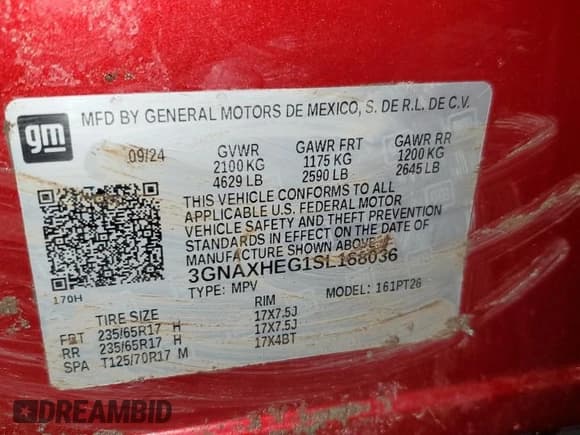 gm
MFD BY GENERAL MOTORS DE MEXICO, S. DE R.L. DE C.V.
09/24 GVWR GAWR FRT GAWR RR
2100 KG 1175 KG 1200 KG
4629 LB 2590 LB 2645 LB
THIS VEHICLE CONFORMS TO ALL
APPLICABLE U.S. FEDERAL MOTOR
VEHICLE SAFETY AND THEFT PREVENTION
STANDARDS IN EFFECT ON THE DATE OF
MANUFACTURE SHOWN ABOVE
3GNAXHEG1SL168036
170H TYPE: MPV MODEL: 161PT26
TIRE SIZE RIM
FRT 235/65R17 H 17X7.5J
RR 235/65R17 H 17X7.5J
SPA T125/70R17 M 17X4BT
DREAMBID